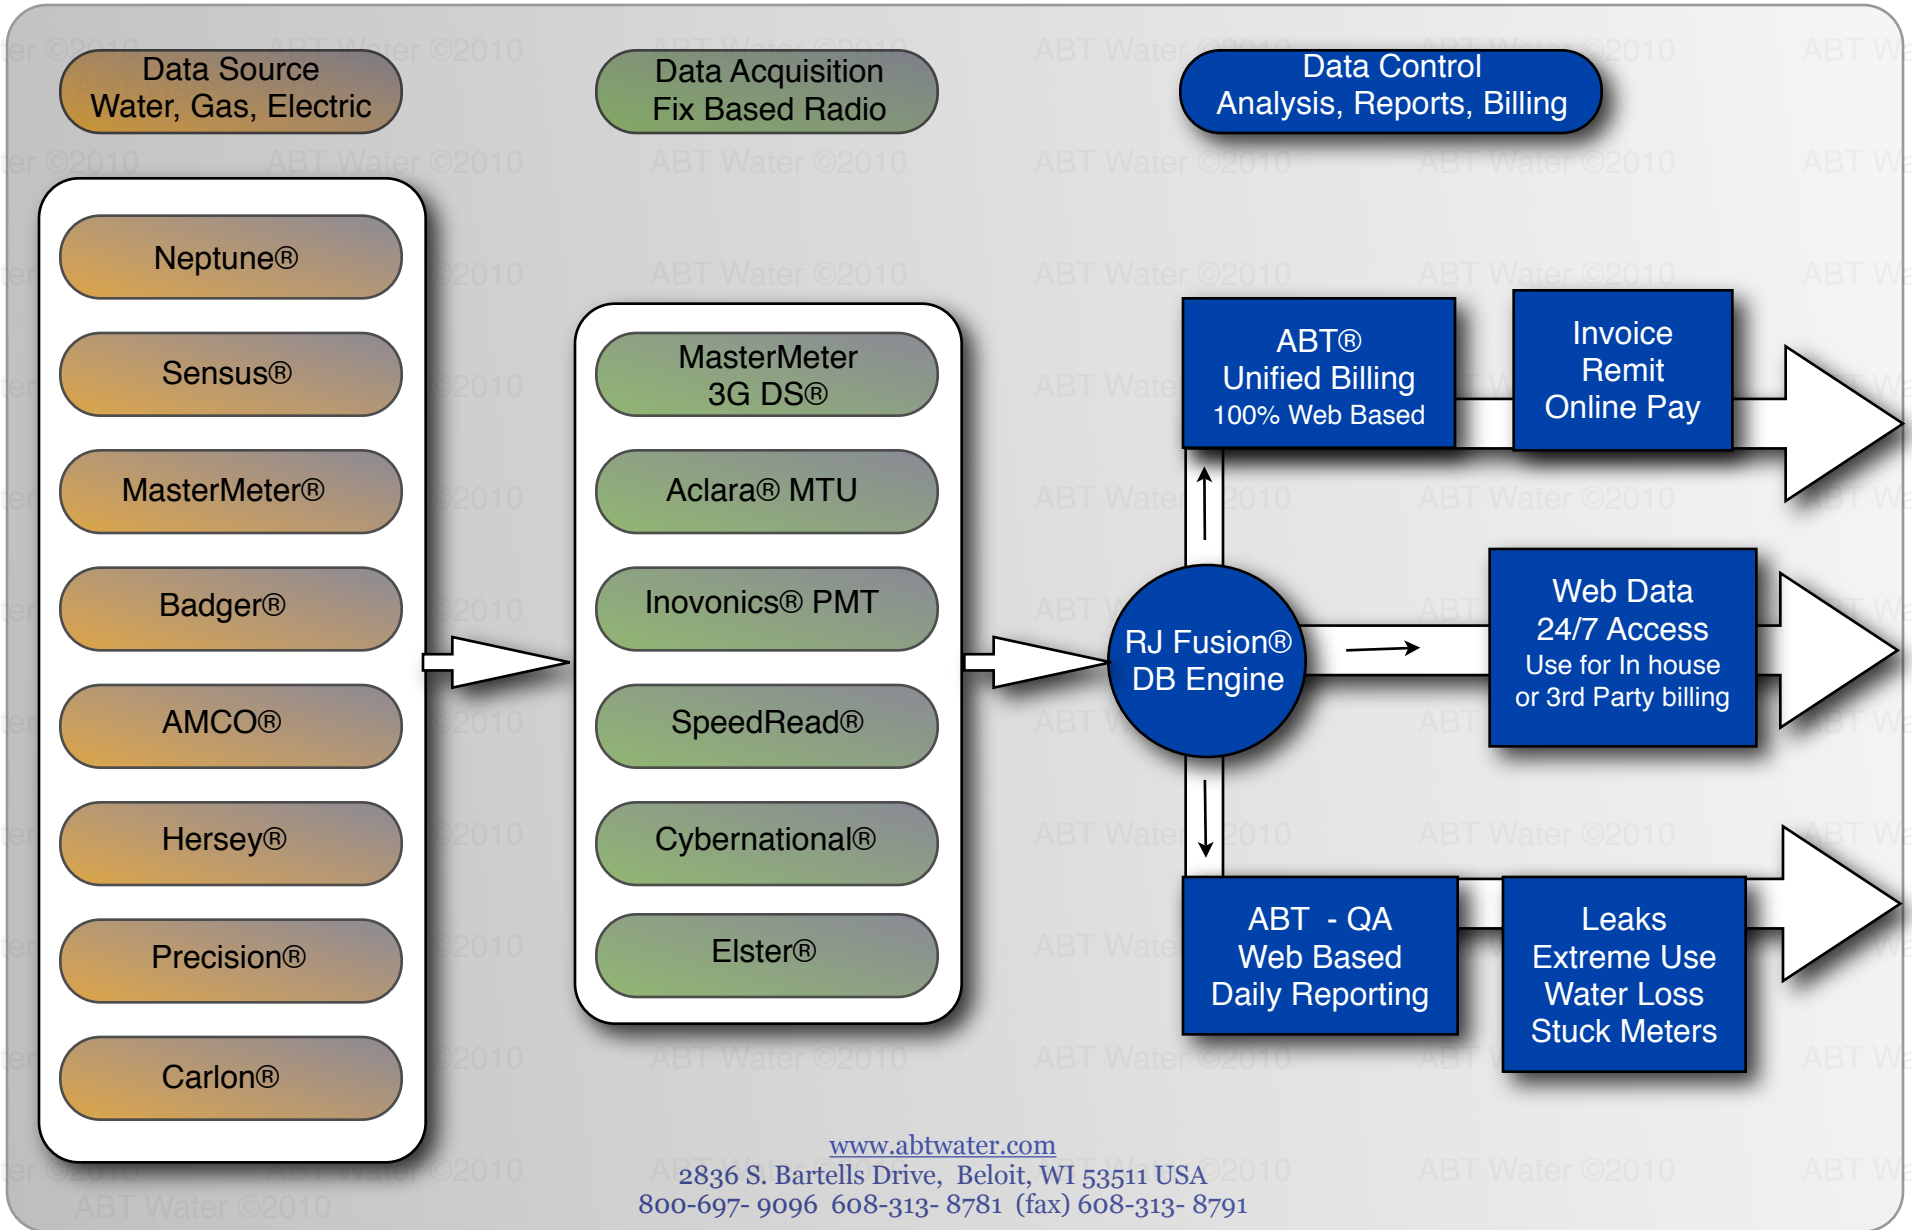 Data Source
Water, Gas, Electric
Data Acquisition
Fix Based Radio
Data Control
Analysis, Reports, Billing
Neptune®
Sensus®
MasterMeter®
Badger®
AMCO®
Hersey®
Precision®
Carlon®
MasterMeter
3G DS®
Aclara® MTU
Inovonics® PMT
SpeedRead®
Cybernational®
Elster®
RJ Fusion®
DB Engine
ABT®
Unified Billing
100% Web Based
Invoice
Remit
Online Pay
Web Data
24/7 Access
Use for In house
or 3rd Party billing
ABT - QA
Web Based
Daily Reporting
Leaks
Extreme Use
Water Loss
Stuck Meters
www.abtwater.com
2836 S. Bartells Drive, Beloit, WI 53511 USA
800-697- 9096 608-313- 8781 (fax) 608-313- 8791
ABT Water ©2010